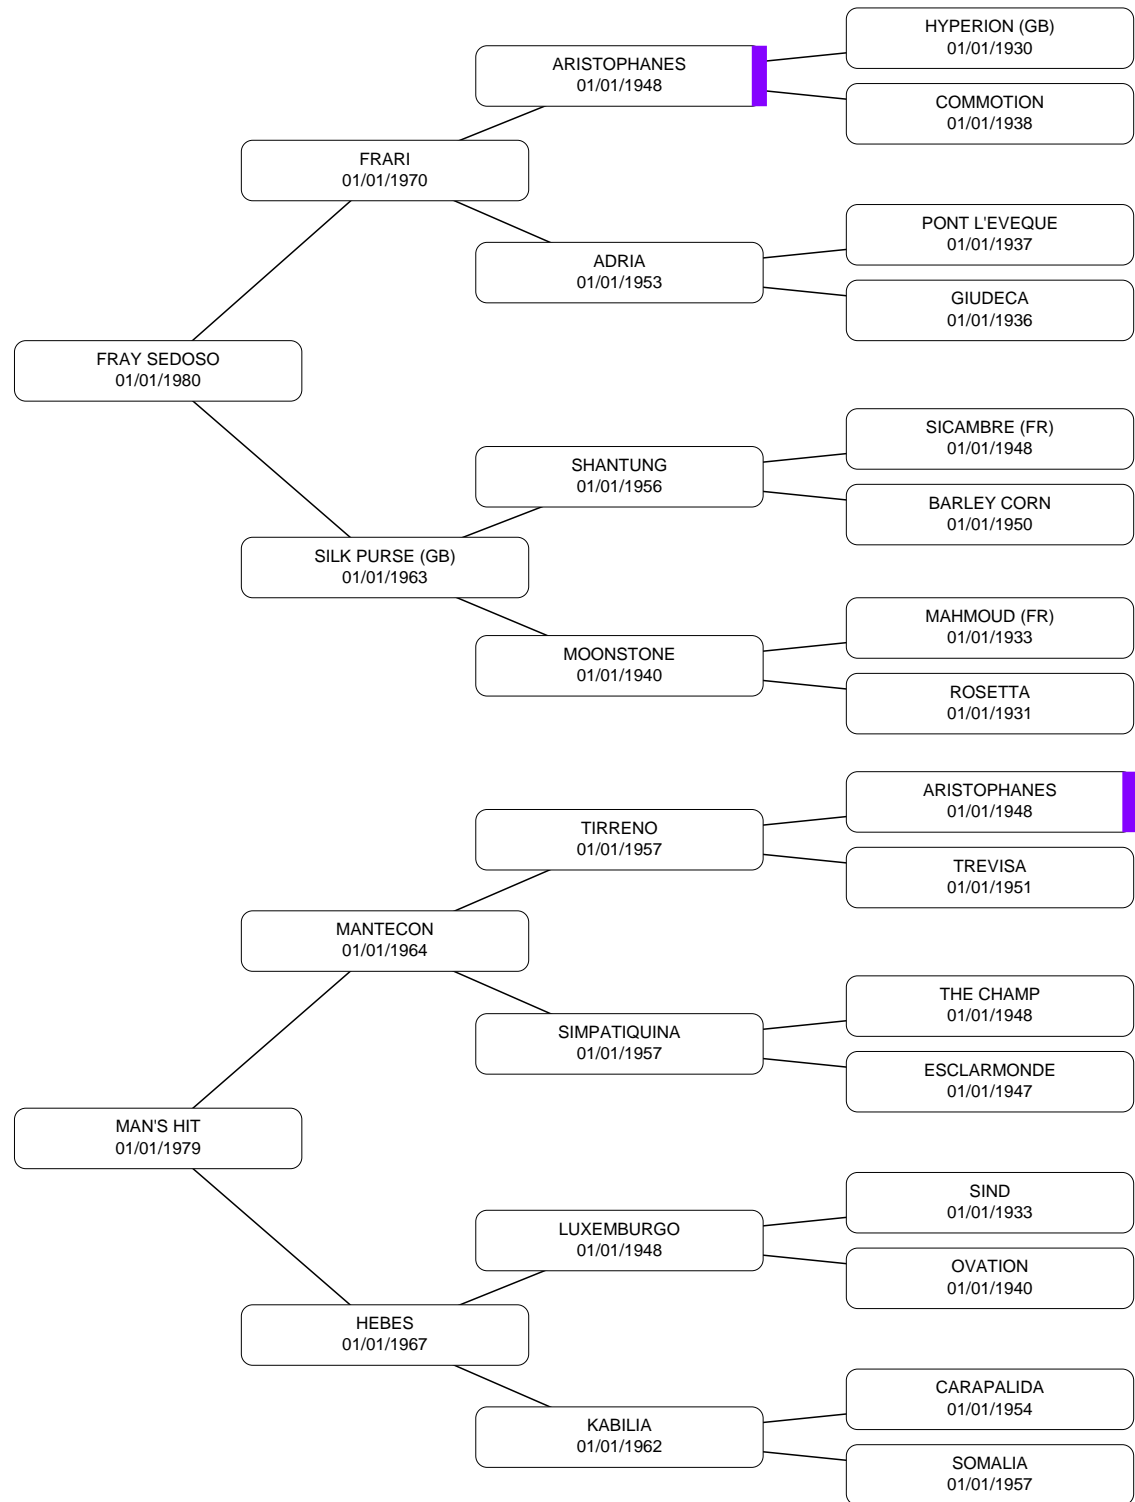 HYPERION (GB)
01/01/1930
ARISTOPHANES
01/01/1948
COMMOTION
01/01/1938
FRARI
01/01/1970
PONT L'EVEQUE
01/01/1937
ADRIA
01/01/1953
GIUDECA
01/01/1936
FRAY SEDOSO
01/01/1980
SICAMBRE (FR)
01/01/1948
SHANTUNG
01/01/1956
BARLEY CORN
01/01/1950
SILK PURSE (GB)
01/01/1963
MAHMOUD (FR)
01/01/1933
MOONSTONE
01/01/1940
ROSETTA
01/01/1931
ARISTOPHANES
01/01/1948
TIRRENO
01/01/1957
TREVISA
01/01/1951
MANTECON
01/01/1964
THE CHAMP
01/01/1948
SIMPATIQUINA
01/01/1957
ESCLARMONDE
01/01/1947
MAN'S HIT
01/01/1979
SIND
01/01/1933
LUXEMBURGO
01/01/1948
OVATION
01/01/1940
HEBES
01/01/1967
CARAPALIDA
01/01/1954
KABILIA
01/01/1962
SOMALIA
01/01/1957